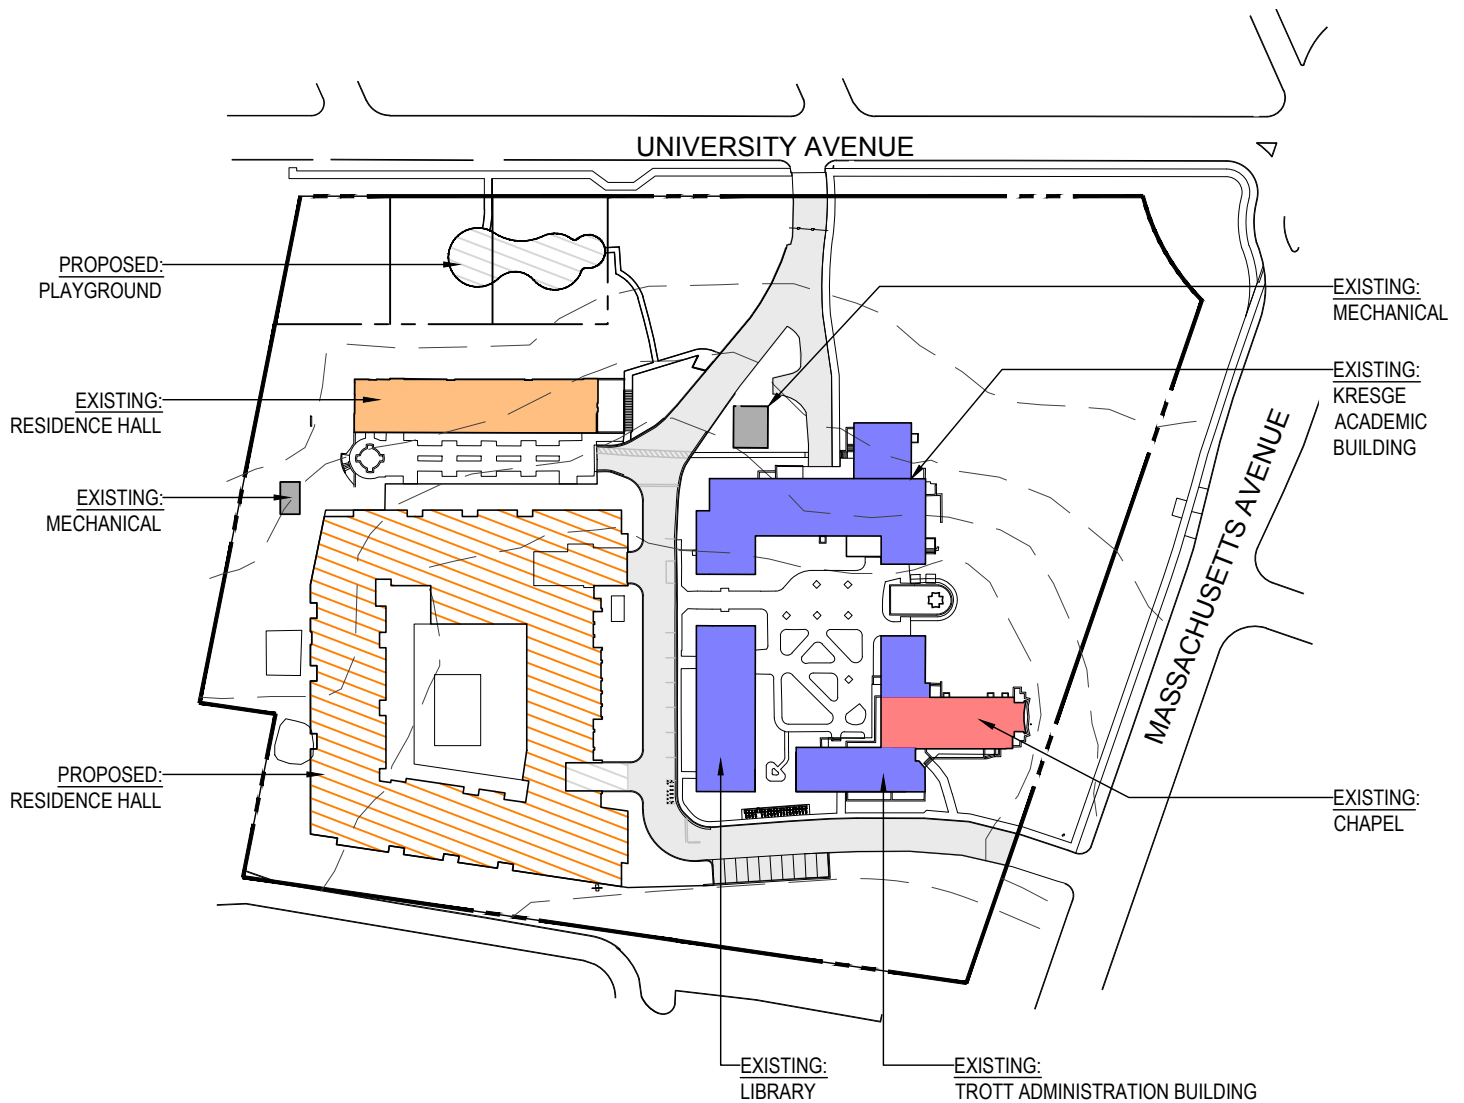 UNIVERSITY AVENUE
PROPOSED:
PLAYGROUND
EXISTING:
MECHANICAL
EXISTING:
KRESGE
ACADEMIC
BUILDING
EXISTING:
RESIDENCE HALL
EXISTING:
MECHANICAL
MASSACHUSETTS AVENUE
PROPOSED:
RESIDENCE HALL
EXISTING:
CHAPEL
EXISTING:
LIBRARY
EXISTING:
TROTT ADMINISTRATION BUILDING